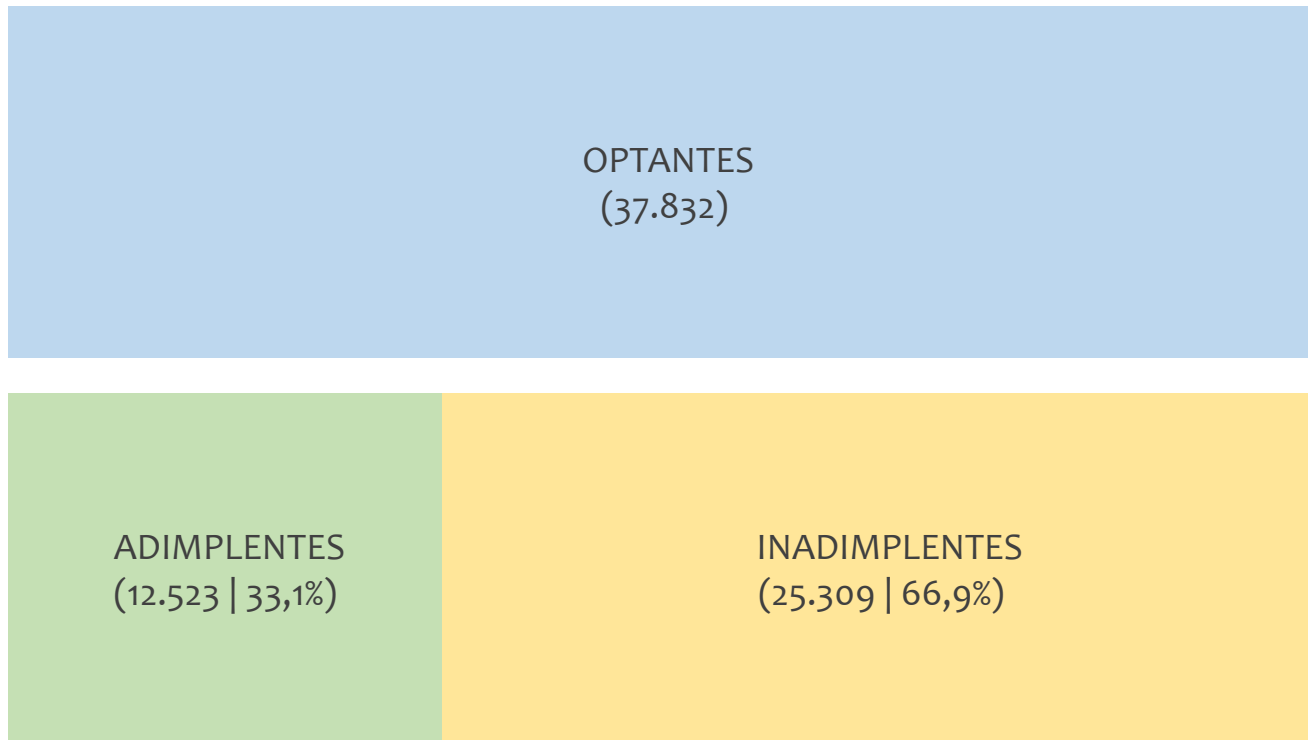 OPTANTES
(37.832)
ADIMPLENTES
(12.523 | 33,1%)
INADIMPLENTES
(25.309 | 66,9%)